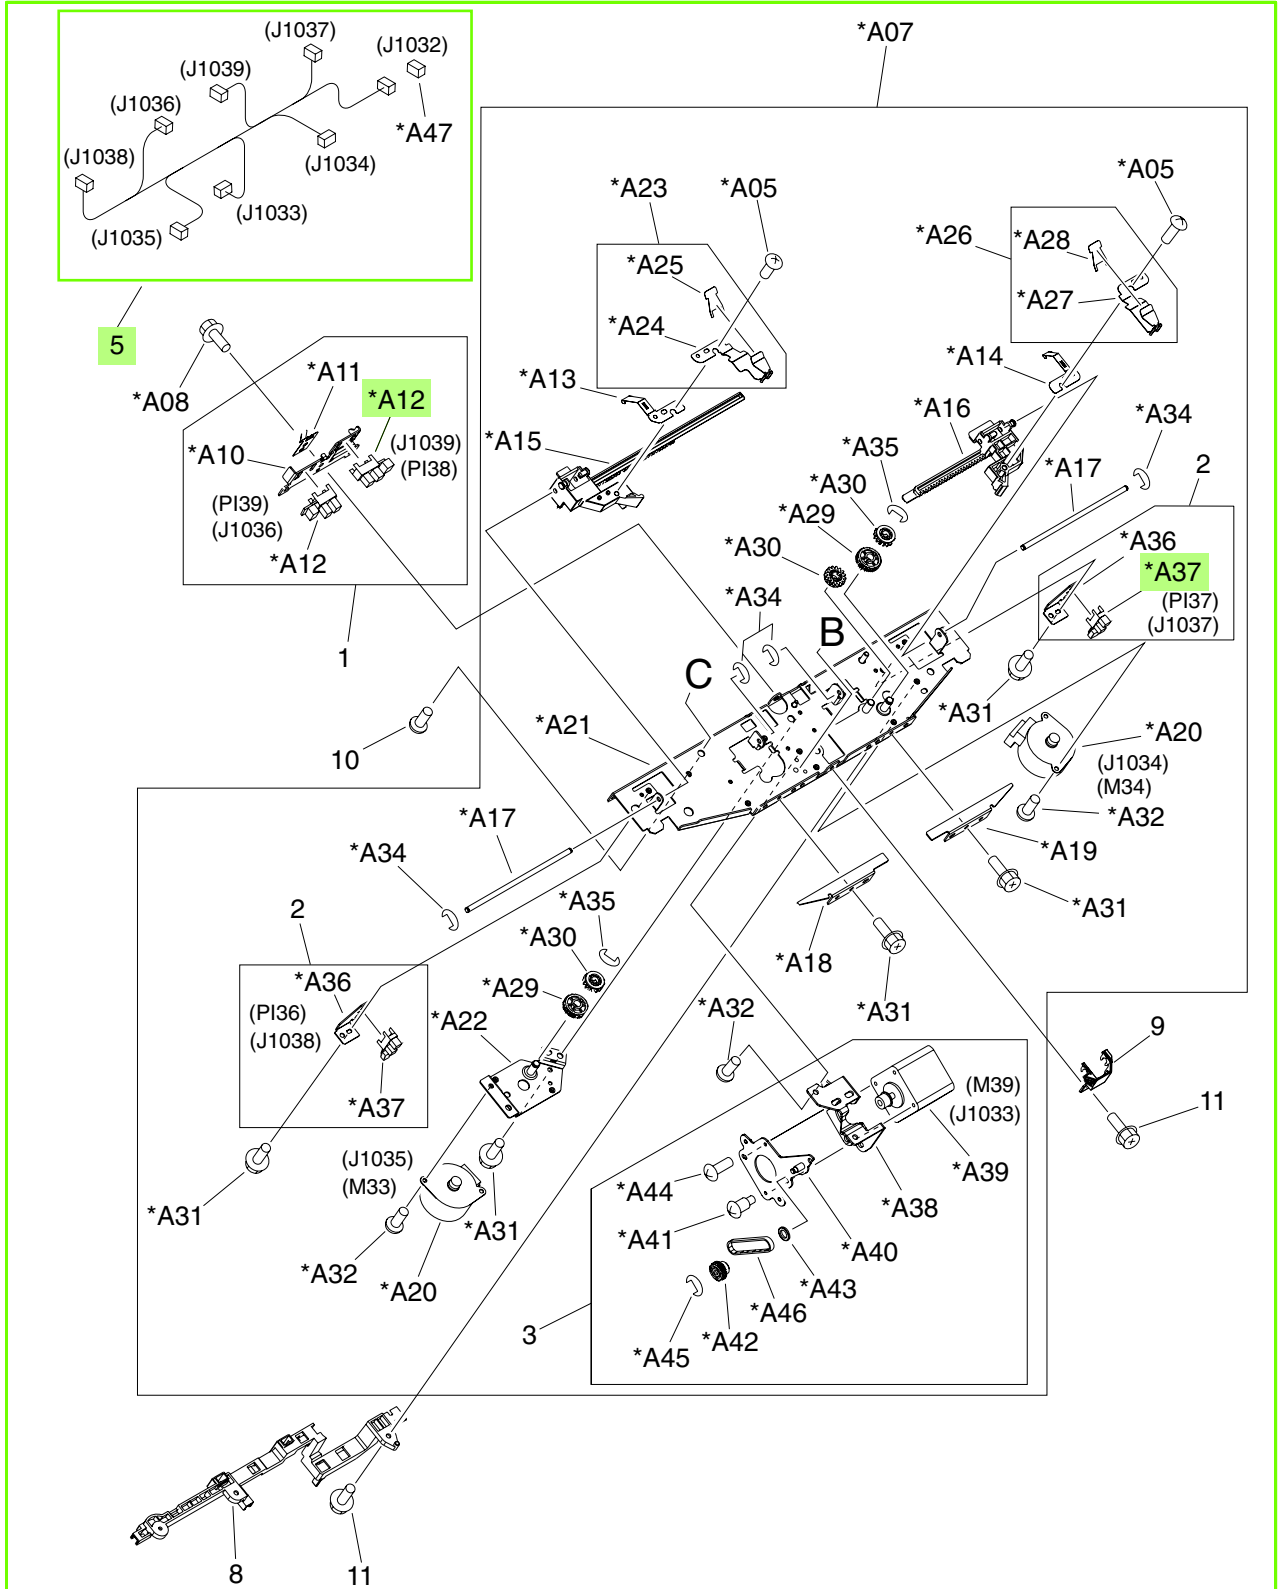 (J1037)
*A07
(J1032)
(J1039)
(J1036)
*A47
(J1038)
(J1034)
(J1033)
(J1035)
*A23
*A05
*A05
*A26
*A28
*A25
*A27
*A24
5
*A08
*A11
*A12
*A13
*A14
*A16
*A10
(J1039)
(PI38)
*A15
*A34
*A35
*A17
2
(PI39)
(J1036)
*A30
*A29
*A12
*A30
*A36
*A37
(PI37)
(J1037)
*A34
B
1
C
*A31
*A21
10
*A20
(J1034)
(M34)
*A17
*A32
*A34
*A19
2
*A35
*A31
*A30
*A18
*A36
*A29
(PI36)
(J1038)
*A22
*A32
*A31
9
*A37
(M39)
(J1033)
11
(J1035)
(M33)
*A44
*A39
*A31
*A31
*A41
*A38
*A40
*A32
*A20
*A43
*A46
3
*A42
*A45
8
11